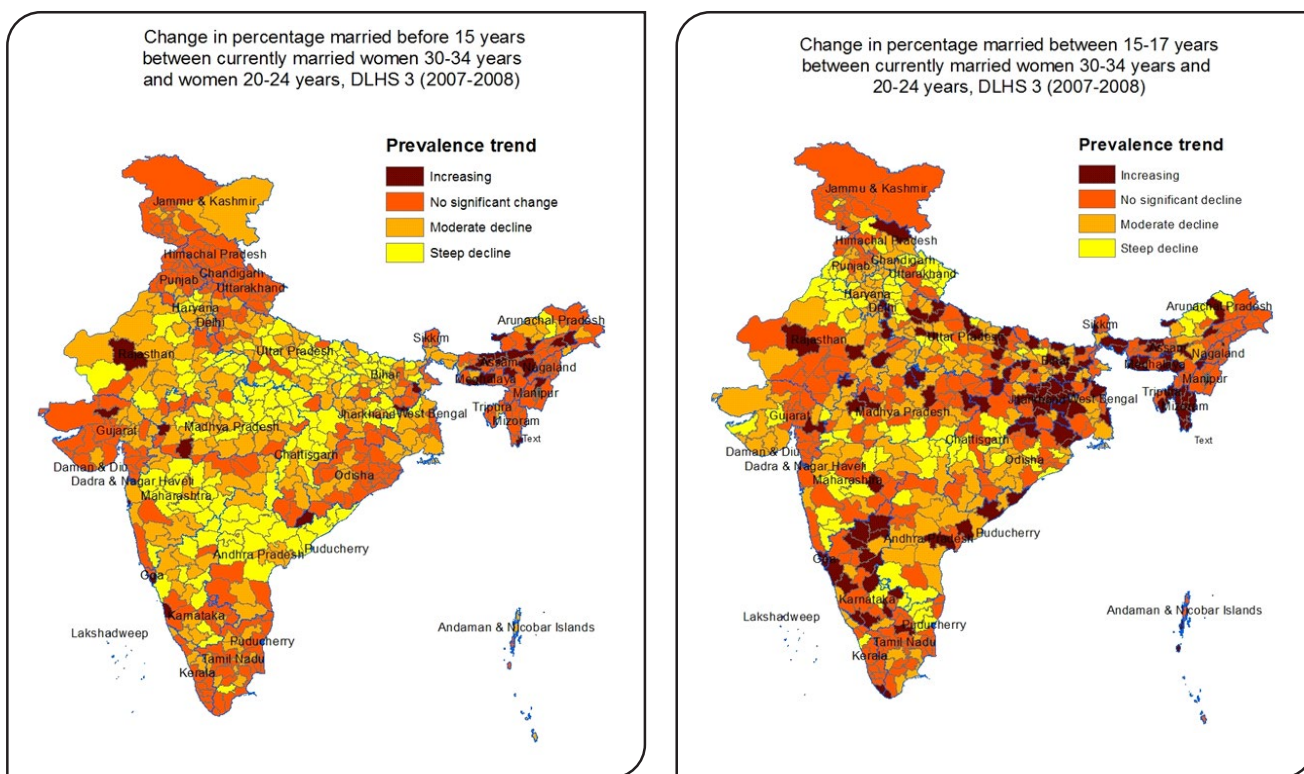 Change in percentage married before 15 years
between currently married women 30-34 years
and women 20-24 years, DLHS 3 (2007-2008)
Prevalence trend
Increasing
No significant change
Moderate decline
Steep decline
Jammu & Kashmir
Himachal Pradesh
Chandigarh
Punjab
Uttarakhand
Haryana
Delhi
Arunachal Pradesh
Sikkim
Rajasthan
Uttar Pradesh
Assam
Nagaland
Bihar
Meghalaya
Manipur
Jharkhand
West Bengal
Tripura
Mizoram
Gujarat
Madhya Pradesh
Text
Chattisgarh
Daman & Diu
Odisha
Dadra & Nagar Haveli
Maharashtra
Puducherry
Andhra Pradesh
Goa
Karnataka
Andaman & Nicobar Islands
Lakshadweep
Puducherry
Tamil Nadu
Kerala
Change in percentage married between 15-17 years
between currently married women 30-34 years and
20-24 years, DLHS 3 (2007-2008)
Prevalence trend
Increasing
No significant decline
Moderate decline
Steep decline
Jammu & Kashmir
Himachal Pradesh
Chandigarh
Punjab
Uttarakhand
Haryana
Delhi
Arunachal Pradesh
Sikkim
Rajasthan
Uttar Pradesh
Assam
Nagaland
Bihar
Meghalaya
Manipur
Jharkhand
West Bengal
Tripura
Mizoram
Gujarat
Madhya Pradesh
Text
Chattisgarh
Daman & Diu
Odisha
Dadra & Nagar Haveli
Maharashtra
Puducherry
Andhra Pradesh
Goa
Karnataka
Andaman & Nicobar Islands
Lakshadweep
Puducherry
Tamil Nadu
Kerala